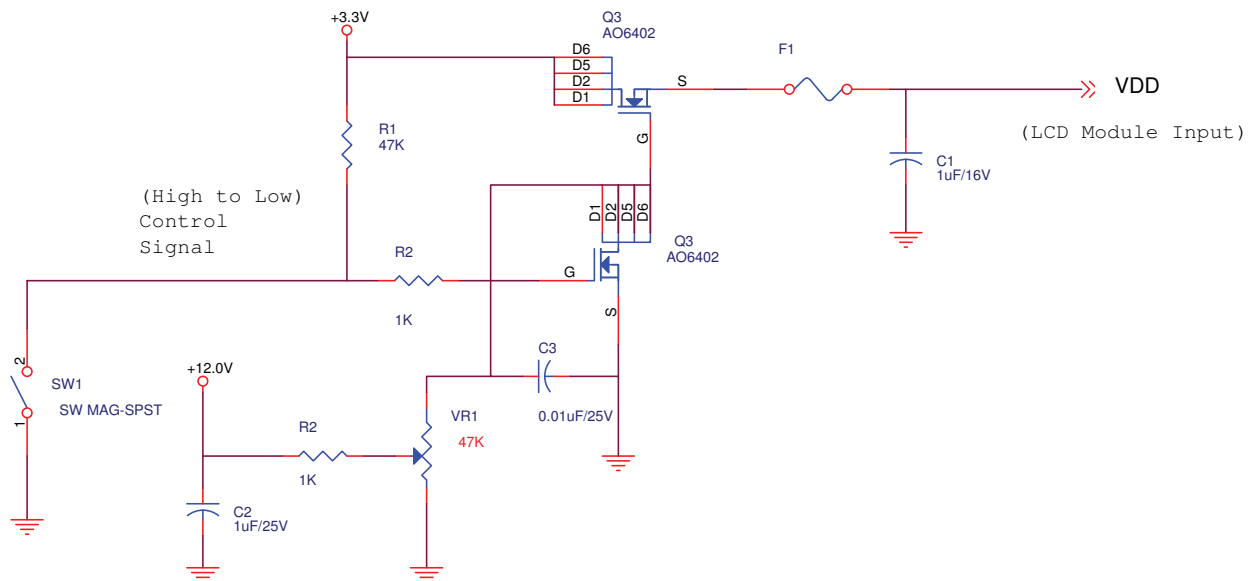 +3.3V
Q3
AO6402
D6
D5
D2
D1
S
G
F1
VDD
(LCD Module Input)
R1
47K
C1
1uF/16V
(High to Low)
Control
Signal
D1
D2
D5
D6
Q3
AO6402
R2
1K
G
S
2
1
SW1
SW MAG-SPST
+12.0V
C3
0.01uF/25V
VR1
47K
R2
1K
C2
1uF/25V